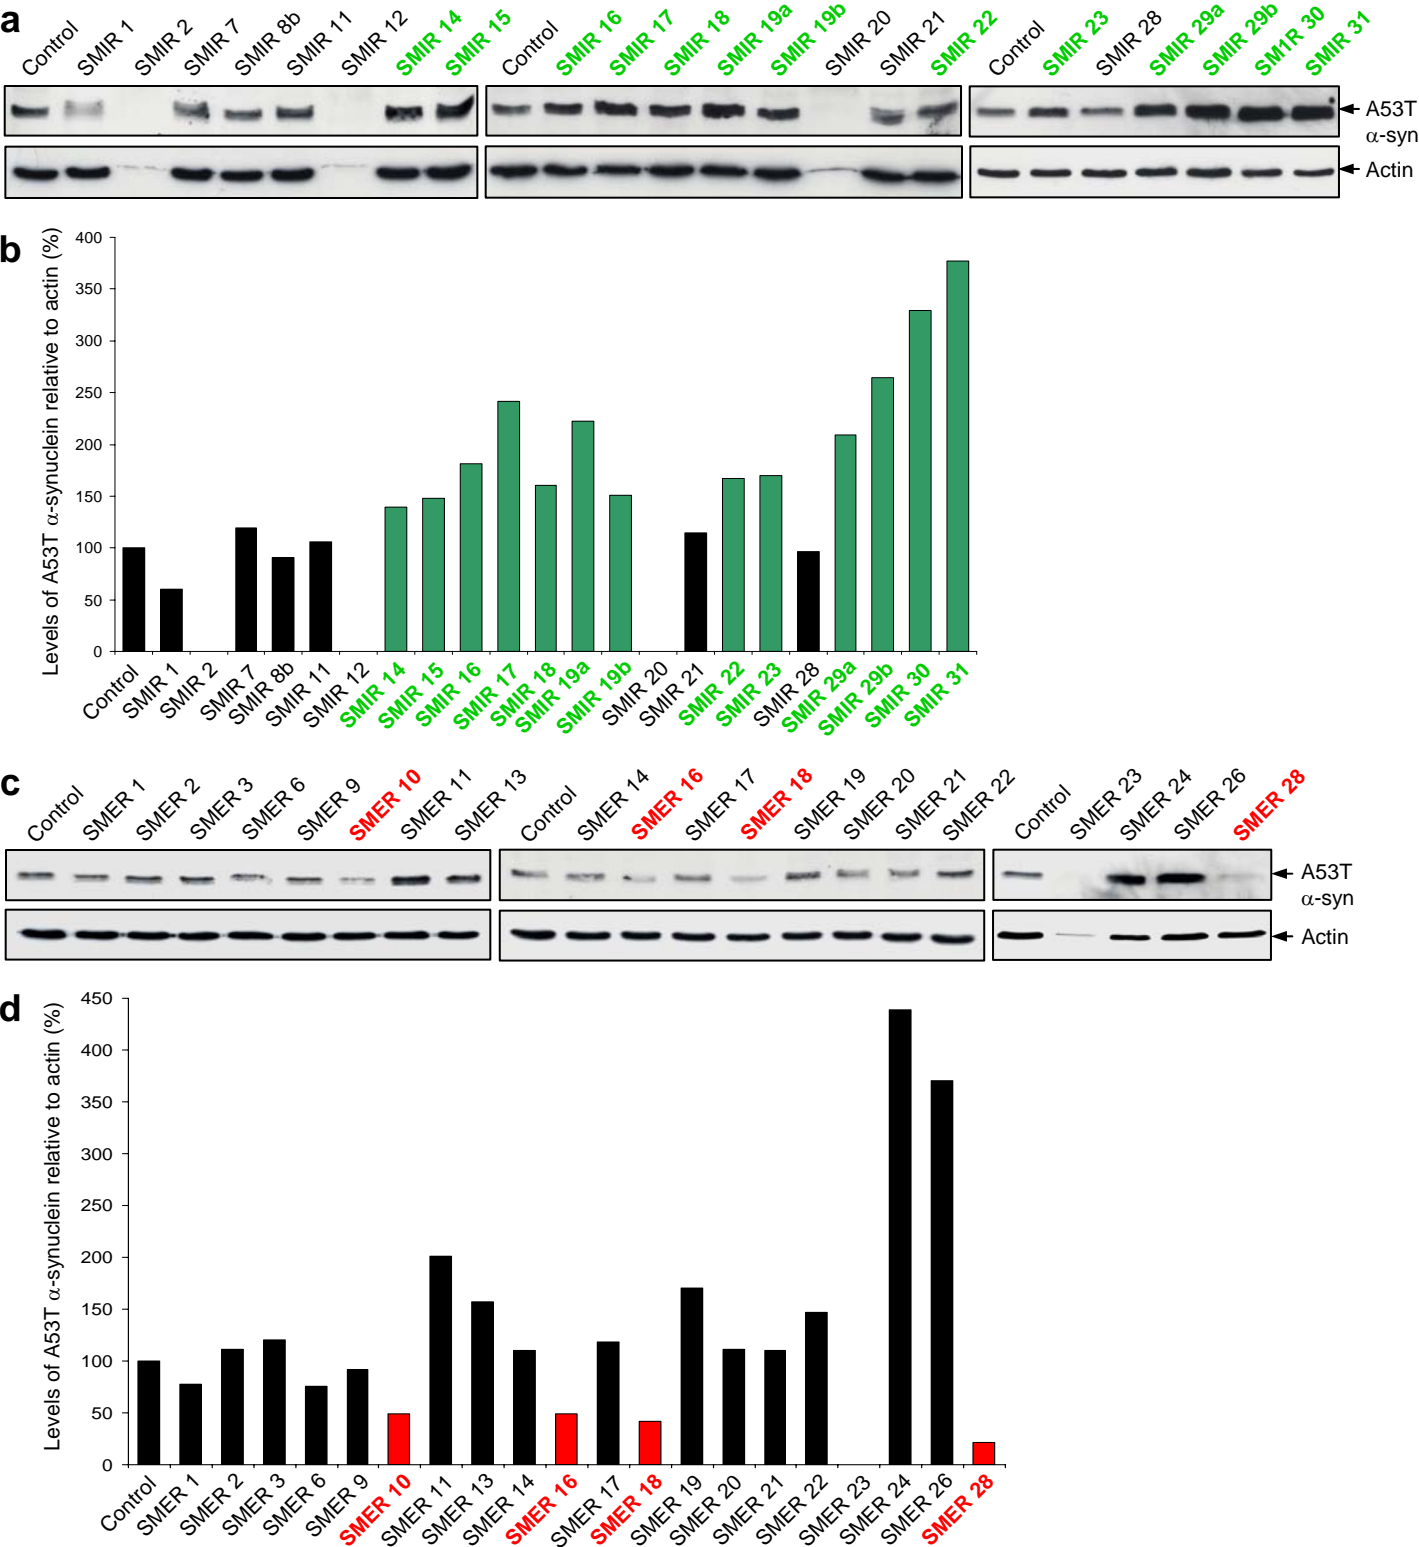 a
Control SMIR 1 SMIR 2 SMIR 7 SMIR 8b SMIR 11 SMIR 12 SMIR 14 SMIR 15 Control SMIR 16 SMIR 17 SMIR 18 SMIR 19a SMIR 19b SMIR 20 SMIR 21 SMIR 22 Control SMIR 23 SMIR 28 SMIR 29a SMIR 29b SM1R 30 SMIR 31
A53T
α-syn
Actin
b
Levels of A53T α-synuclein relative to actin (%)
400
350
300
250
200
150
100
50
0
Control SMIR 1 SMIR 2 SMIR 7 SMIR 8b SMIR 11 SMIR 12 SMIR 14 SMIR 15 SMIR 16 SMIR 17 SMIR 18 SMIR 19a SMIR 19b SMIR 20 SMIR 21 SMIR 22 SMIR 23 SMIR 28 SMIR 29a SMIR 29b SMIR 30 SMIR 31
c
Control SMER 1 SMER 2 SMER 3 SMER 6 SMER 9 SMER 10 SMER 11 SMER 13 Control SMER 14 SMER 16 SMER 17 SMER 18 SMER 19 SMER 20 SMER 21 SMER 22 Control SMER 23 SMER 24 SMER 26 SMER 28
A53T
α-syn
Actin
d
Levels of A53T α-synuclein relative to actin (%)
450
400
350
300
250
200
150
100
50
0
Control SMER 1 SMER 2 SMER 3 SMER 6 SMER 9 SMER 10 SMER 11 SMER 13 SMER 14 SMER 16 SMER 17 SMER 18 SMER 19 SMER 20 SMER 21 SMER 22 SMER 23 SMER 24 SMER 26 SMER 28